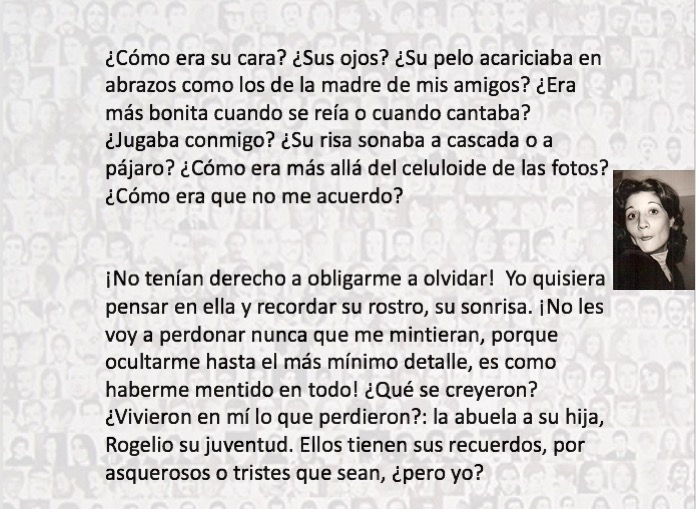 ¿Cómo era su cara? ¿Sus ojos? ¿Su pelo acariciaba en
abrazos como los de la madre de mis amigos? ¿Era
más bonita cuando se reía o cuando cantaba?
¿Jugaba conmigo? ¿Su risa sonaba a cascada o a
pájaro? ¿Cómo era más allá del celuloide de las fotos?
¿Cómo era que no me acuerdo?
¡No tenían derecho a obligarme a olvidar! Yo quisiera
pensar en ella y recordar su rostro, su sonrisa. ¡No les
voy a perdonar nunca que me mintieran, porque
ocultarme hasta el más mínimo detalle, es como
haberme mentido en todo! ¿Qué se creyeron?
¿Vivieron en mí lo que perdieron?: la abuela a su hija,
Rogelio su juventud. Ellos tienen sus recuerdos, por
asquerosos o tristes que sean, ¿pero yo?